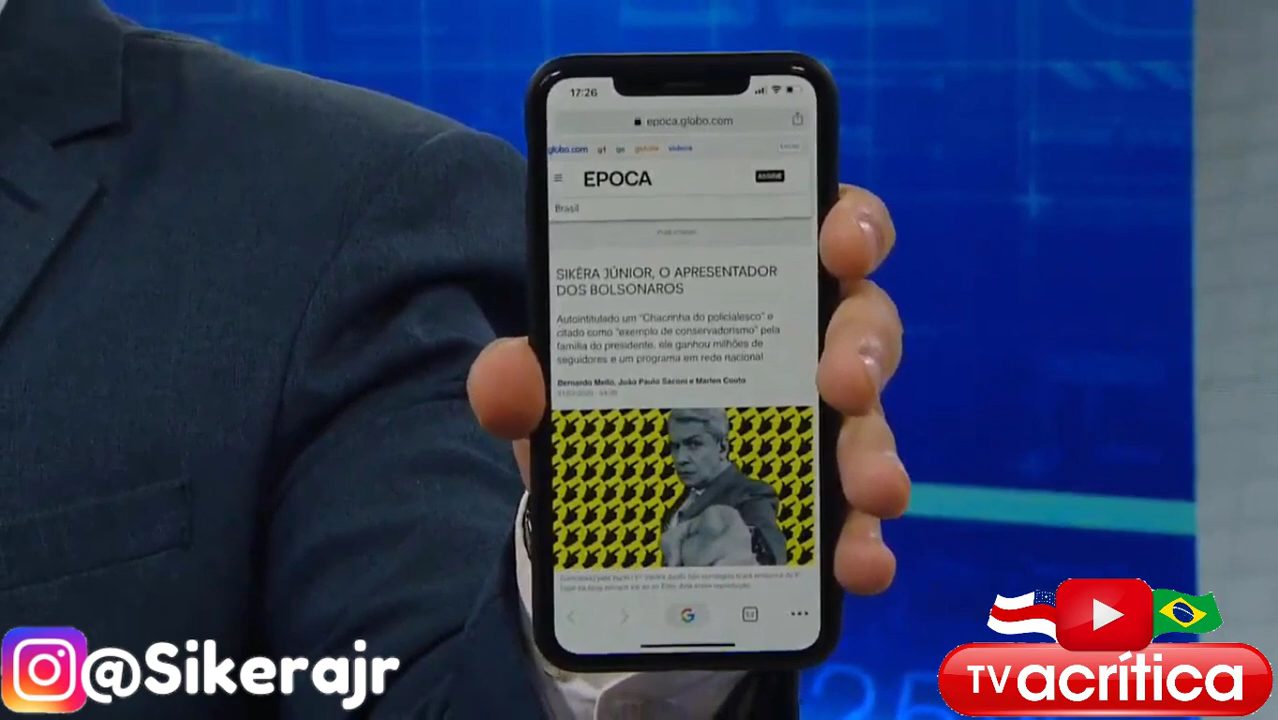 17:26
epoca.globo.com
globo.com g1 ge gshow vídeos
EPOCA
ASSINE
Brasil
PUBLICIDADE
SIKÊRA JÚNIOR, O APRESENTADOR
DOS BOLSONAROS
Autointitulado um "Chacrinha do policialesco" e
citado como "exemplo de conservadorismo" pela
família do presidente, ele ganhou milhões de
seguidores e um programa em rede nacional
Bernardo Mello, João Paulo Saconi e Marlen Couto
@Sikerajr
TV acrítica